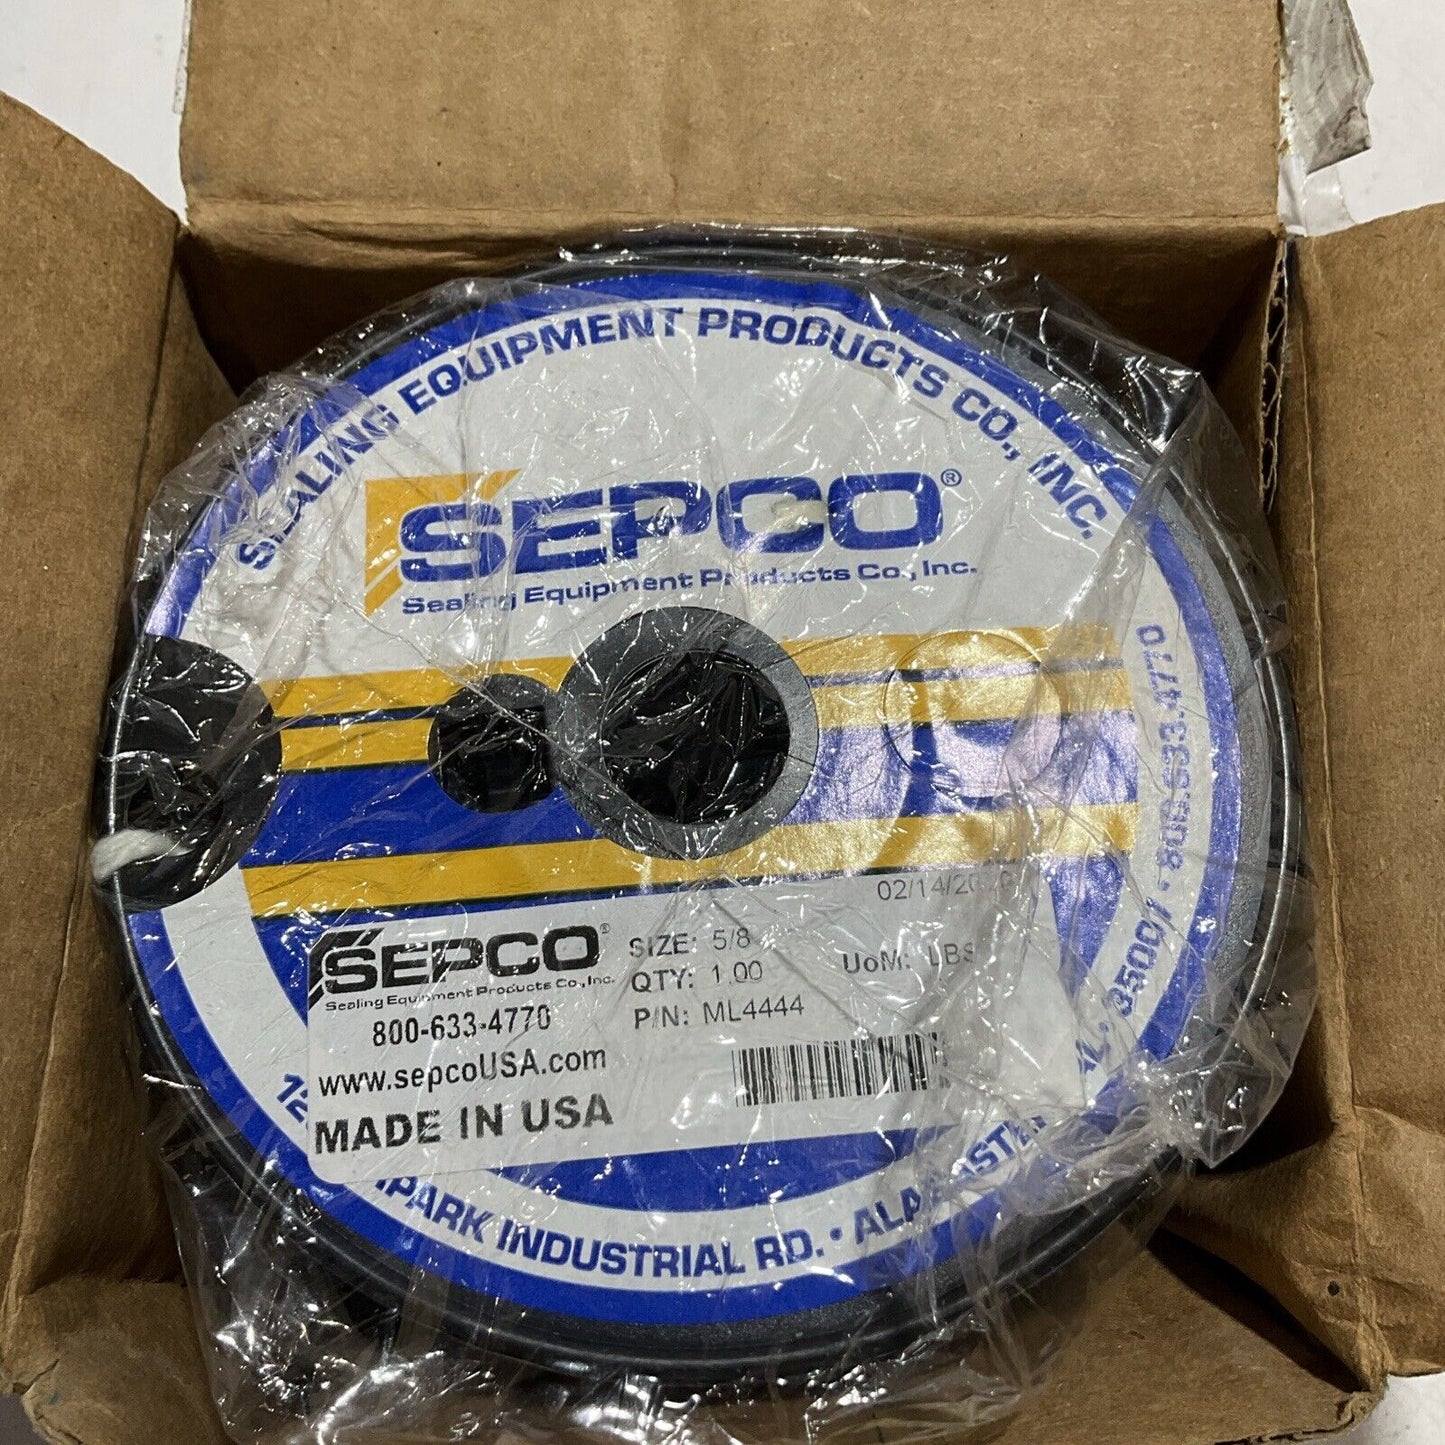 SEALING EQUIPMENT PRODUCTS CO., INC.
SEPCO®
Sealing Equipment Products Co., Inc.
800.633.4770
35007
PARK INDUSTRIAL RD. •
02/14/20
SEPCO®
Sealing Equipment Products Co., Inc.
800-633-4770
www.sepcoUSA.com
MADE IN USA
SIZE: 5/8
QTY: 1.00 UoM: LBS
P/N: ML4444